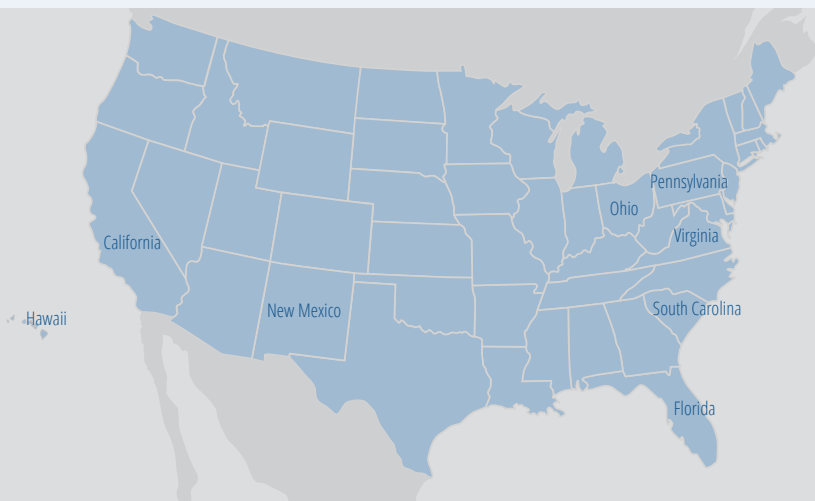 Pennsylvania
Ohio
Virginia
California
New Mexico
South Carolina
Hawaii
Florida